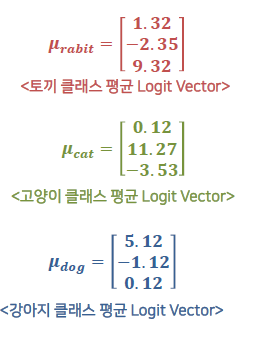 μ_rabit = [1.32
−2.35
9.32]
<토끼 클래스 평균 Logit Vector>
μ_cat = [0.12
11.27
−3.53]
<고양이 클래스 평균 Logit Vector>
μ_dog = [5.12
−1.12
0.12]
<강아지 클래스 평균 Logit Vector>